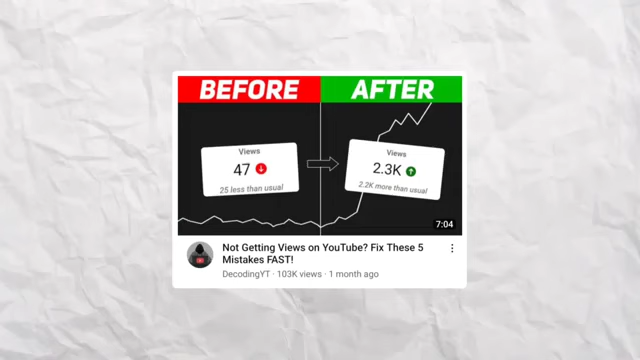 BEFORE
AFTER
Views
47
25 less than usual
Views
2.3K
2.2K more than usual
7:04
Not Getting Views on YouTube? Fix These 5
Mistakes FAST!
DecodingYT · 103K views · 1 month ago